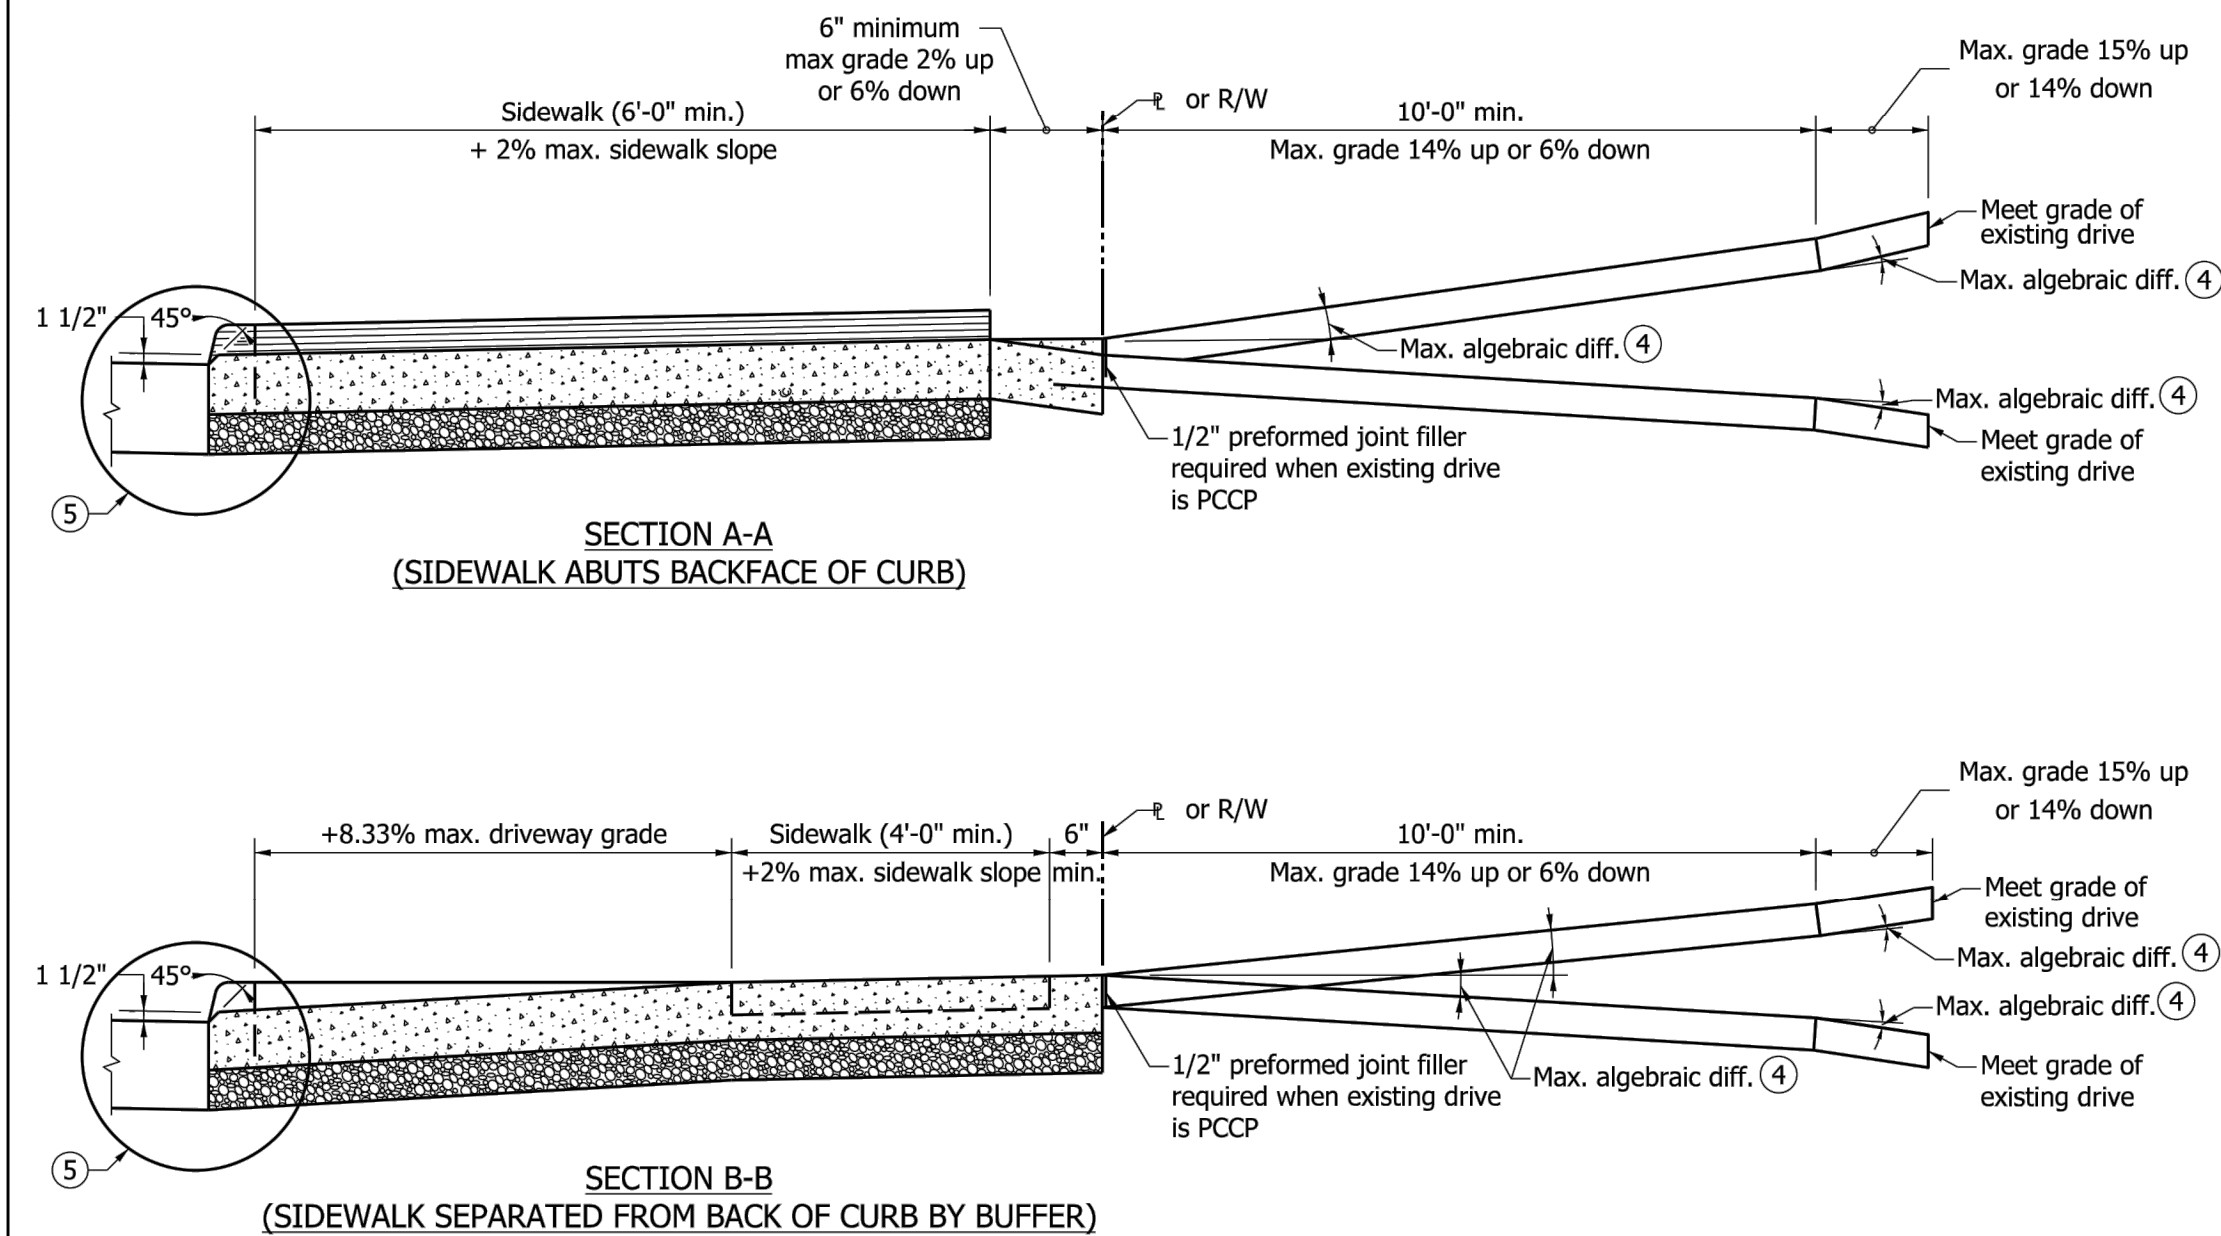 6" minimum
max grade 2% up
or 6% down
Max. grade 15% up
or 14% down
Sidewalk (6'-0" min.)
+ 2% max. sidewalk slope
℄ or R/W
10'-0" min.
Max. grade 14% up or 6% down
Meet grade of
existing drive
Max. algebraic diff. 4
1 1/2"
45°
Max. algebraic diff. 4
Max. algebraic diff. 4
Meet grade of
existing drive
1/2" preformed joint filler
required when existing drive
is PCCP
5
SECTION A-A
(SIDEWALK ABUTS BACKFACE OF CURB)
Max. grade 15% up
or 14% down
+8.33% max. driveway grade
Sidewalk (4'-0" min.)
+2% max. sidewalk slope
6"
min.
℄ or R/W
10'-0" min.
Max. grade 14% up or 6% down
Meet grade of
existing drive
Max. algebraic diff. 4
1 1/2"
45°
Max. algebraic diff. 4
Meet grade of
existing drive
1/2" preformed joint filler
required when existing drive
is PCCP
Max. algebraic diff. 4
5
SECTION B-B
(SIDEWALK SEPARATED FROM BACK OF CURB BY BUFFER)